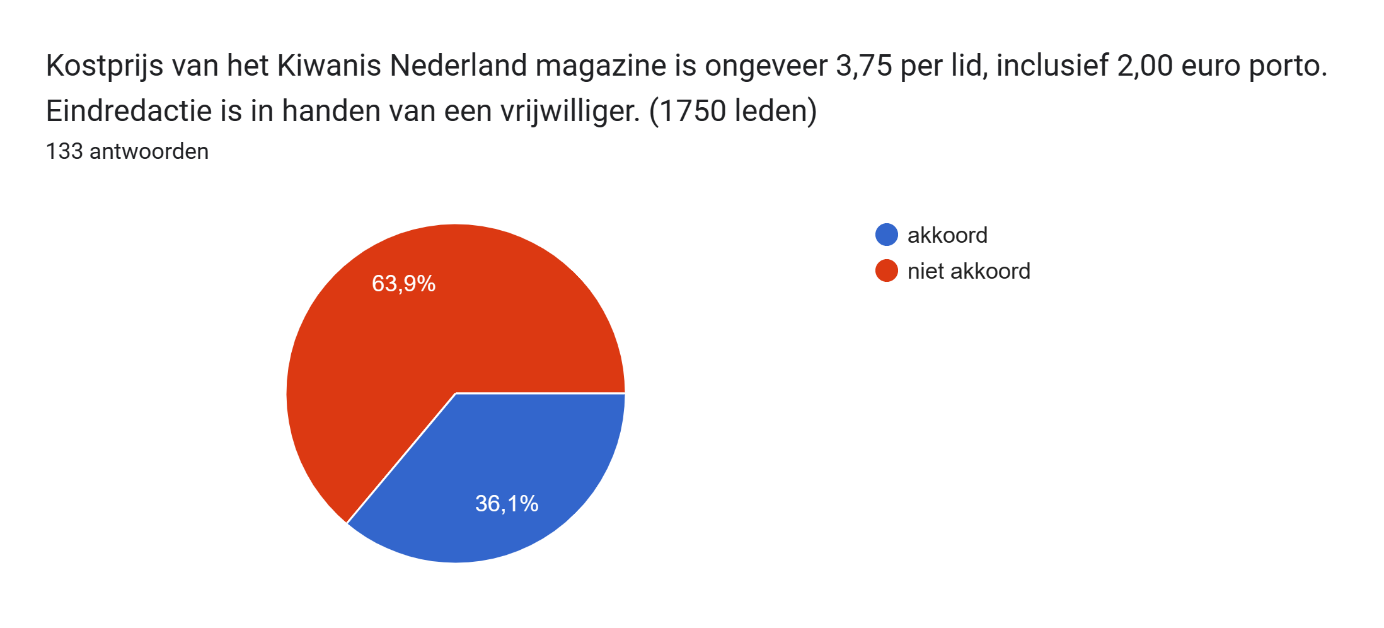 Kostprijs van het Kiwanis Nederland magazine is ongeveer 3,75 per lid, inclusief 2,00 euro porto.
Eindredactie is in handen van een vrijwilliger. (1750 leden)
133 antwoorden
akkoord
niet akkoord
63,9%
36,1%